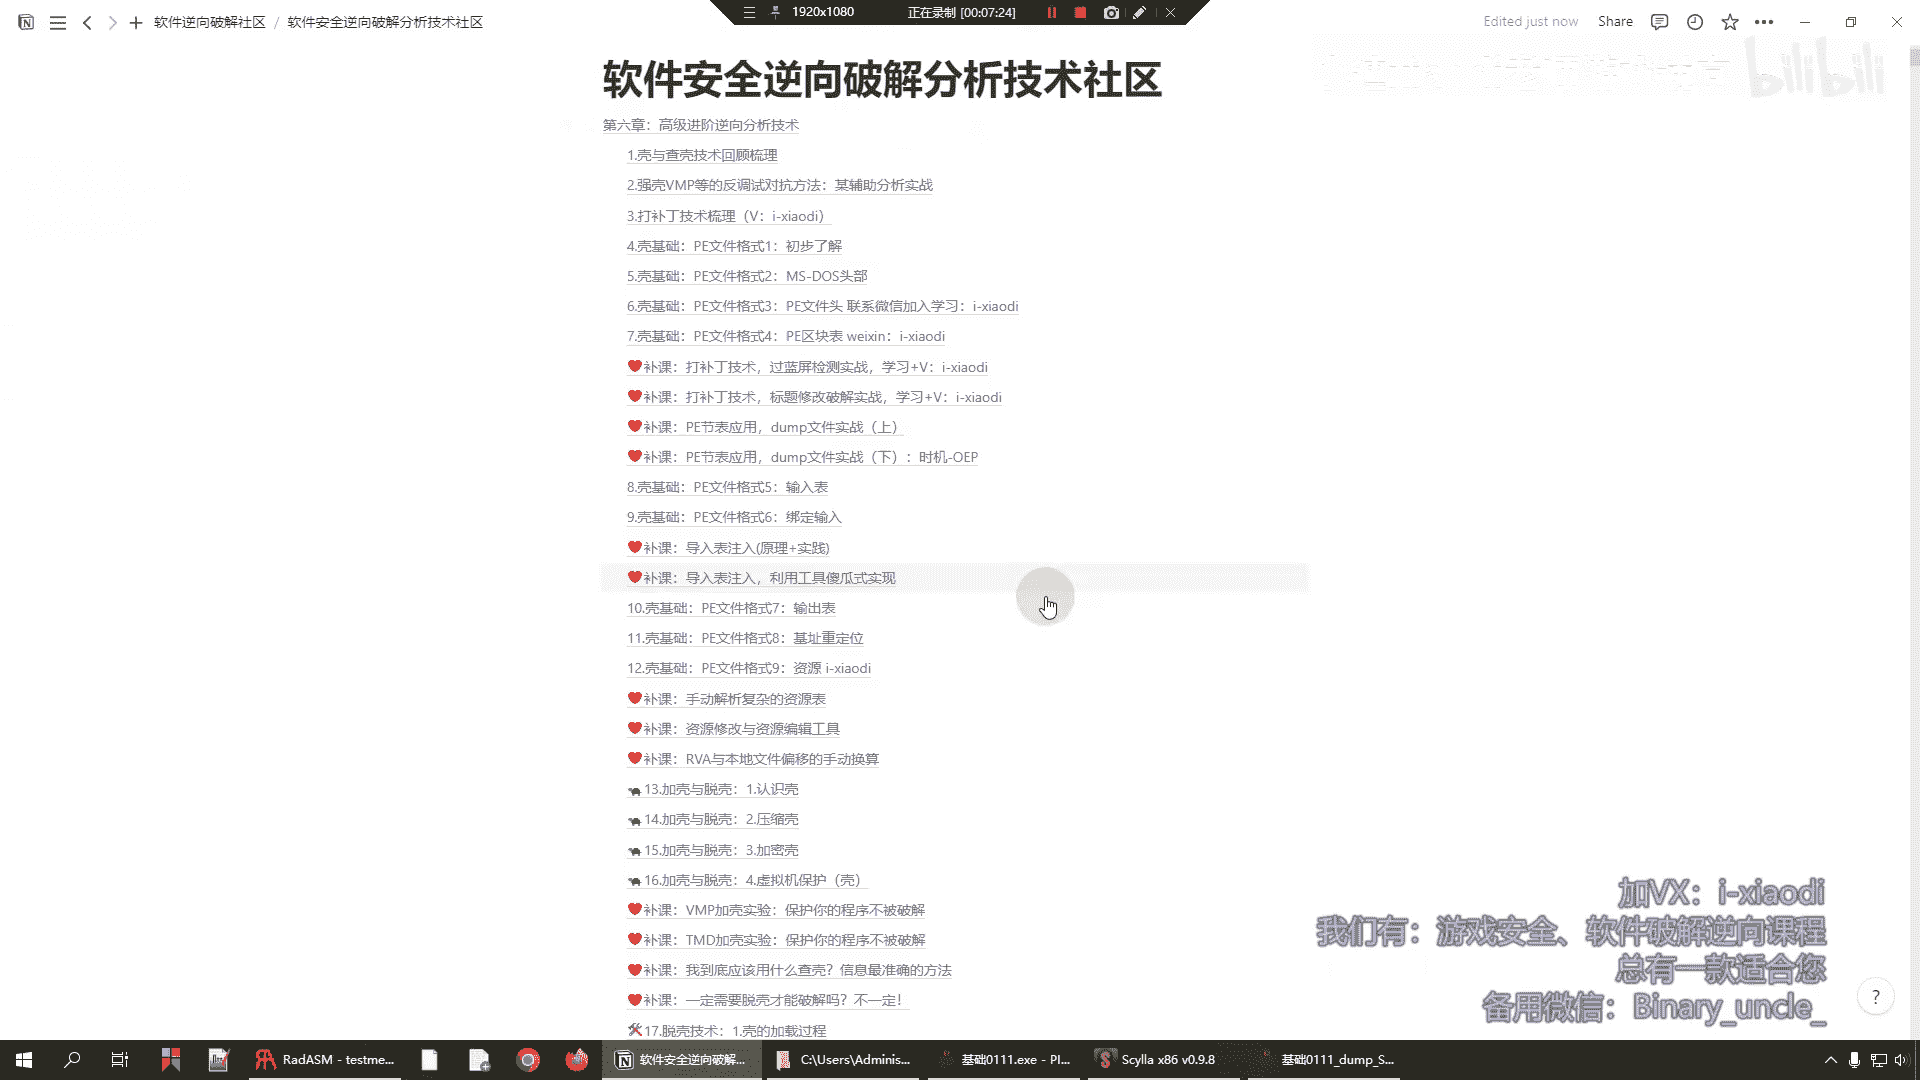 1920x1080
正在录制 [00:07:24]
软件逆向破解社区 / 软件安全逆向破解分析技术社区
Edited just now
Share
bilibili
软件安全逆向破解分析技术社区
第六章：高级进阶逆向分析技术
1.壳与查壳技术回顾梳理
2.强壳VMP等的反调试对抗方法：某辅助分析实战
3.打补丁技术梳理（V：i-xiaodi）
4.壳基础：PE文件格式1：初步了解
5.壳基础：PE文件格式2：MS-DOS头部
6.壳基础：PE文件格式3：PE文件头 联系微信加入学习：i-xiaodi
7.壳基础：PE文件格式4：PE区块表 weixin：i-xiaodi
❤️补课：打补丁技术，过蓝屏检测实战，学习+V：i-xiaodi
❤️补课：打补丁技术，标题修改破解实战，学习+V：i-xiaodi
❤️补课：PE节表应用，dump文件实战（上）
❤️补课：PE节表应用，dump文件实战（下）：时机-OEP
8.壳基础：PE文件格式5：输入表
9.壳基础：PE文件格式6：绑定输入
❤️补课：导入表注入(原理+实践)
❤️补课：导入表注入，利用工具傻瓜式实现
10.壳基础：PE文件格式7：输出表
11.壳基础：PE文件格式8：基址重定位
12.壳基础：PE文件格式9：资源 i-xiaodi
❤️补课：手动解析复杂的资源表
❤️补课：资源修改与资源编辑工具
❤️补课：RVA与本地文件偏移的手动换算
🐢13.加壳与脱壳：1.认识壳
🐢14.加壳与脱壳：2.压缩壳
🐢15.加壳与脱壳：3.加密壳
🐢16.加壳与脱壳：4.虚拟机保护（壳）
❤️补课：VMP加壳实验：保护你的程序不被破解
❤️补课：TMD加壳实验：保护你的程序不被破解
❤️补课：我到底应该用什么查壳？信息最准确的方法
❤️补课：一定需要脱壳才能破解吗？不一定！
🛠17.脱壳技术：1.壳的加载过程
加VX：i-xiaodi
我们有：游戏安全、软件破解逆向课程
总有一款适合您
备用微信：Binary_uncle_
?
RadASM - testme...
软件安全逆向破解...
C:\Users\Adminis...
基础0111.exe - PI...
Scylla x86 v0.9.8
基础0111_dump_S...